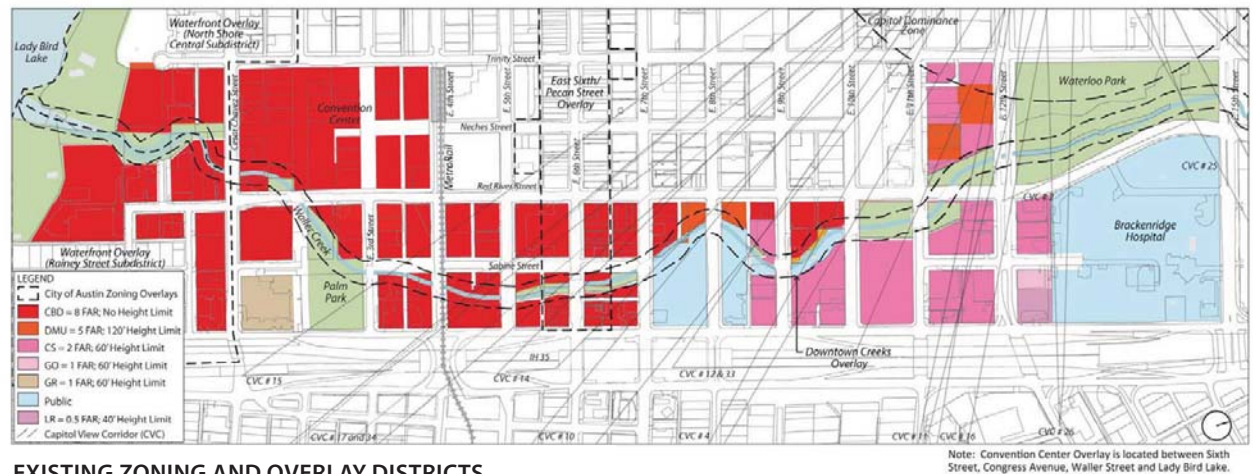 Waterfront Overlay
(North Shore
Central Subdistrict)
Capitol Dominance
Zone
Lady Bird
Lake
Trinity Street
Waterloo Park
Cesar Chavez Street
Convention
Center
E. 4th Street
E. 5th Street
East Sixth/
Pecan Street
Overlay
E. 7th Street
E. 8th Street
E. 9th Street
E. 10th Street
E. 11th Street
E. 12th Street
E. 15th Street
Neches Street
MetroRail
E. 6th Street
CVC # 25
Red River Street
CVC # 2
Waller Creek
E. 3rd Street
Brackenridge
Hospital
Waterfront Overlay
(Rainey Street Subdistrict)
Sabine Street
Palm
Park
LEGEND
City of Austin Zoning Overlays
CBD = 8 FAR; No Height Limit
DMU = 5 FAR; 120' Height Limit
CS = 2 FAR; 60' Height Limit
GO = 1 FAR; 60' Height Limit
GR = 1 FAR; 60' Height Limit
Public
LR = 0.5 FAR; 40' Height Limit
Capitol View Corridor (CVC)
Downtown Creeks
Overlay
IH 35
CVC # 15
CVC # 14
CVC # 12 & 33
CVC # 17 and 34
CVC # 10
CVC # 4
CVC # 11
CVC # 16
CVC # 26
EXISTING ZONING AND OVERLAY DISTRICTS
Note: Convention Center Overlay is located between Sixth
Street, Congress Avenue, Waller Street and Lady Bird Lake.